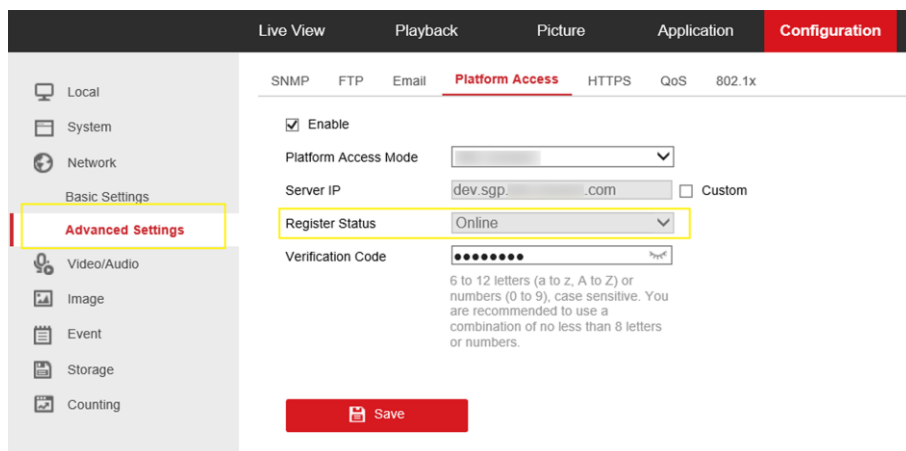 Live View Playback Picture Application Configuration
SNMP FTP Email Platform Access HTTPS QoS 802.1x
Local
System
Network
Basic Settings
Advanced Settings
Video/Audio
Image
Event
Storage
Counting
Enable
Platform Access Mode
Server IP dev.sgp. .com Custom
Register Status Online
Verification Code ●●●●●●●●
6 to 12 letters (a to z, A to Z) or
numbers (0 to 9), case sensitive. You
are recommended to use a
combination of no less than 8 letters
or numbers.
Save